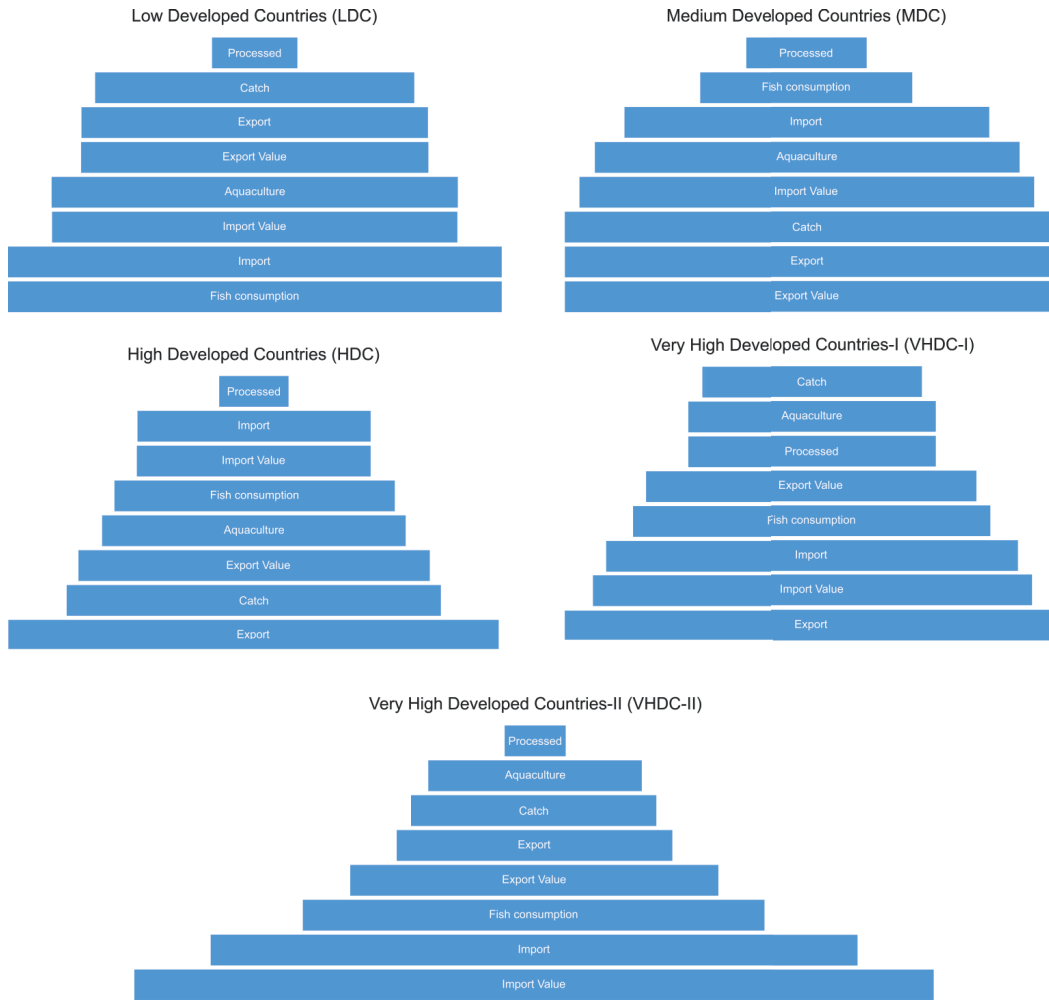 Low Developed Countries (LDC)
Processed
Catch
Export
Export Value
Aquaculture
Import Value
Import
Fish consumption
Medium Developed Countries (MDC)
Processed
Fish consumption
Import
Aquaculture
Import Value
Catch
Export
Export Value
High Developed Countries (HDC)
Processed
Import
Import Value
Fish consumption
Aquaculture
Export Value
Catch
Export
Very High Developed Countries-I (VHDC-I)
Catch
Aquaculture
Processed
Export Value
Fish consumption
Import
Import Value
Export
Very High Developed Countries-II (VHDC-II)
Processed
Aquaculture
Catch
Export
Export Value
Fish consumption
Import
Import Value